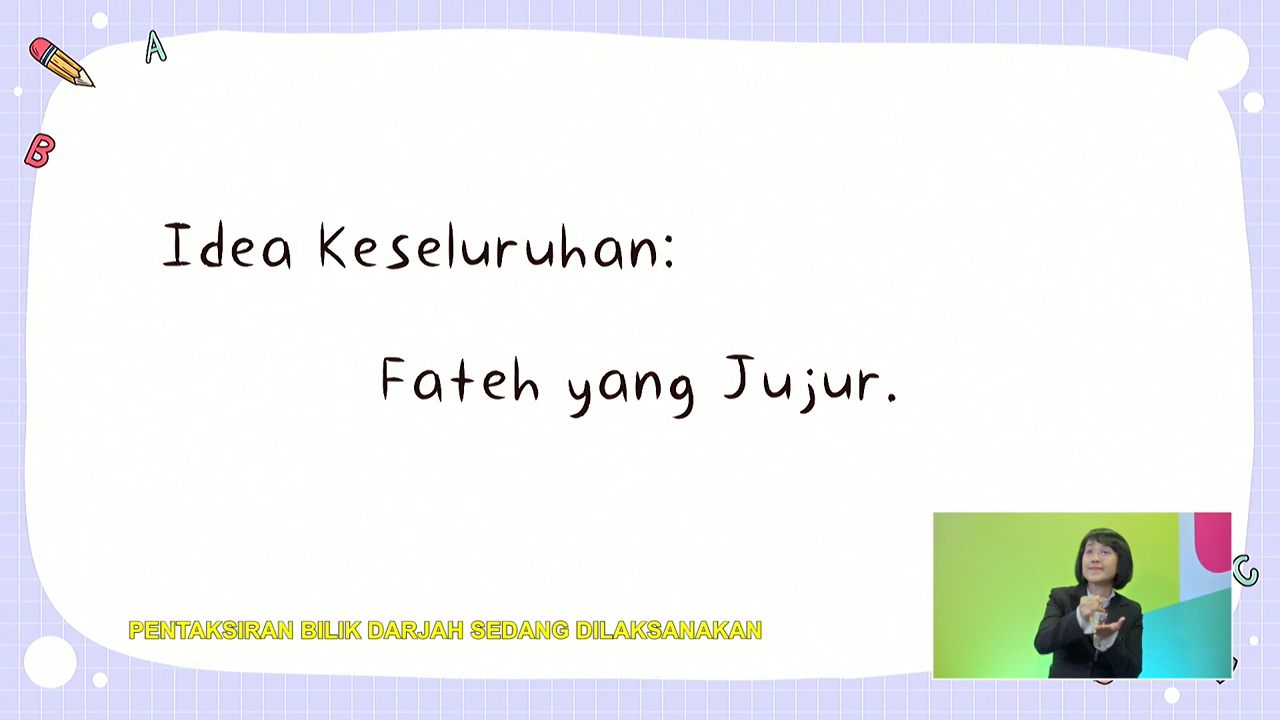 A
B
Idea Keseluruhan:
Fateh yang Jujur.
C
PENTAKSIRAN BILIK DARJAH SEDANG DILAKSANAKAN